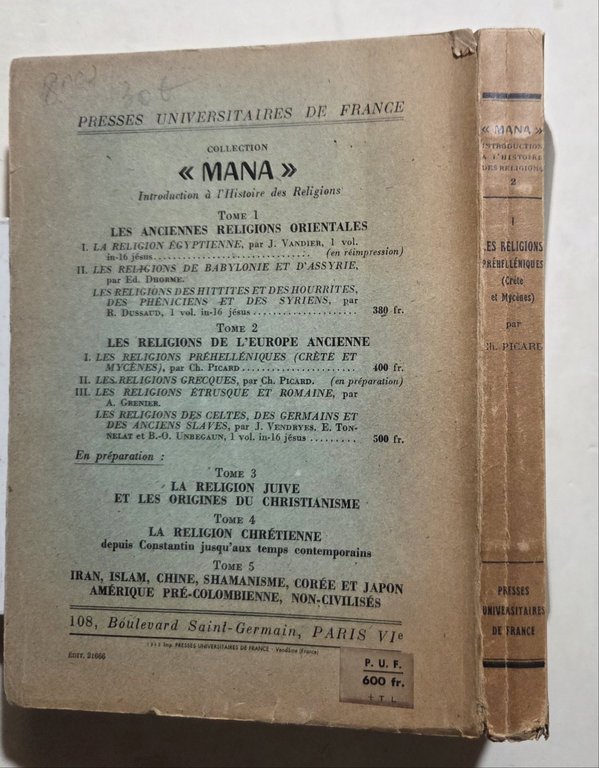 30 €
PRESSES UNIVERSITAIRES DE FRANCE
COLLECTION
« MANA »
Introduction à l'Histoire des Religions
TOME 1
LES ANCIENNES RELIGIONS ORIENTALES
I. LA RELIGION ÉGYPTIENNE, par J. VANDIER, 1 vol.
in-16 jésus........................ (en réimpression)
II. LES RELIGIONS DE BABYLONIE ET D'ASSYRIE,
par Ed. DHORME.
LES RELIGIONS DES HITTITES ET DES HOURRITES,
DES PHÉNICIENS ET DES SYRIENS, par
R. DUSSAUD, 1 vol. in-16 jésus .................. 380 fr.
TOME 2
LES RELIGIONS DE L'EUROPE ANCIENNE
I. LES RELIGIONS PRÉHELLÉNIQUES (CRÈTE ET
MYCÈNES), par Ch. PICARD.................... 400 fr.
II. LES RELIGIONS GRECQUES, par Ch. PICARD. (en préparation)
III. LES RELIGIONS ÉTRUSQUE ET ROMAINE, par
A. GRENIER.
LES RELIGIONS DES CELTES, DES GERMAINS ET
DES ANCIENS SLAVES, par J. VENDRYES, E. TON-
NELAT et B.-O. UNBEGAUN, 1 vol. in-16 jésus ......... 500 fr.
En préparation :
TOME 3
LA RELIGION JUIVE
ET LES ORIGINES DU CHRISTIANISME
TOME 4
LA RELIGION CHRÉTIENNE
depuis Constantin jusqu'aux temps contemporains
TOME 5
IRAN, ISLAM, CHINE, SHAMANISME, CORÉE ET JAPON
AMÉRIQUE PRÉ-COLOMBIENNE, NON-CIVILISÉS
108, Boulevard Saint-Germain, PARIS VIe
ÉDIT. 21666
Imp. PRESSES UNIVERSITAIRES DE FRANCE - Vendôme (France)
P. U. F.
600 fr.
+ T L
« MANA »
INTRODUCTION
A L'HISTOIRE
DES RELIGIONS
2
I
LES RELIGIONS
PRÉHELLÉNIQUES
(Crète
et Mycènes)
par
Ch. PICARD
PRESSES
UNIVERSITAIRES
DE FRANCE